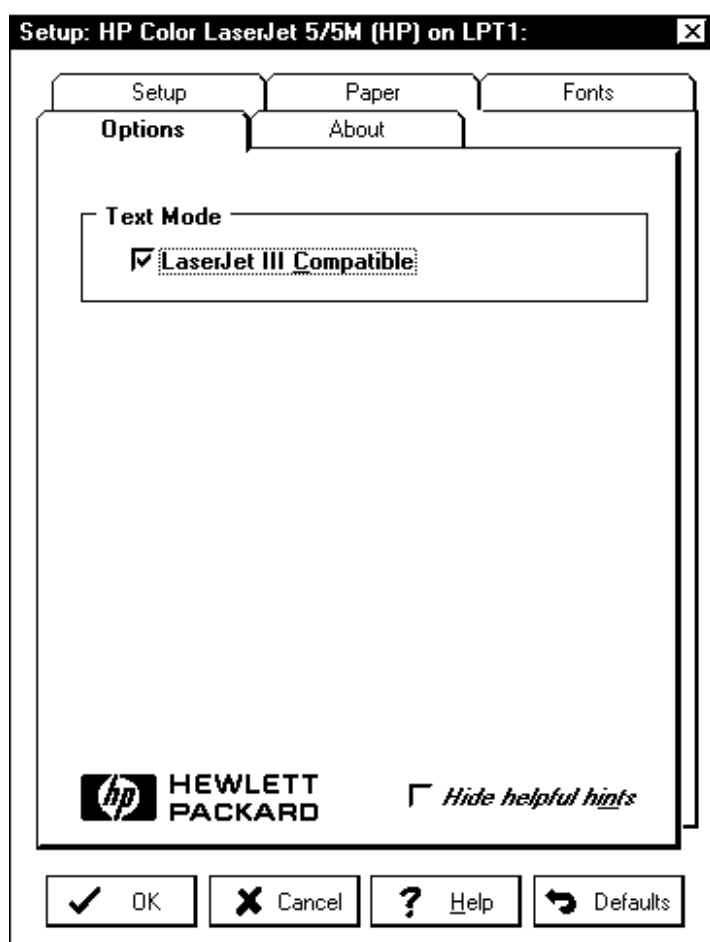 Setup: HP Color LaserJet 5/5M (HP) on LPT1:
Setup Paper Fonts
Options About
Text Mode
LaserJet III Compatible
hp HEWLETT
PACKARD
Hide helpful hints
OK Cancel ? Help Defaults